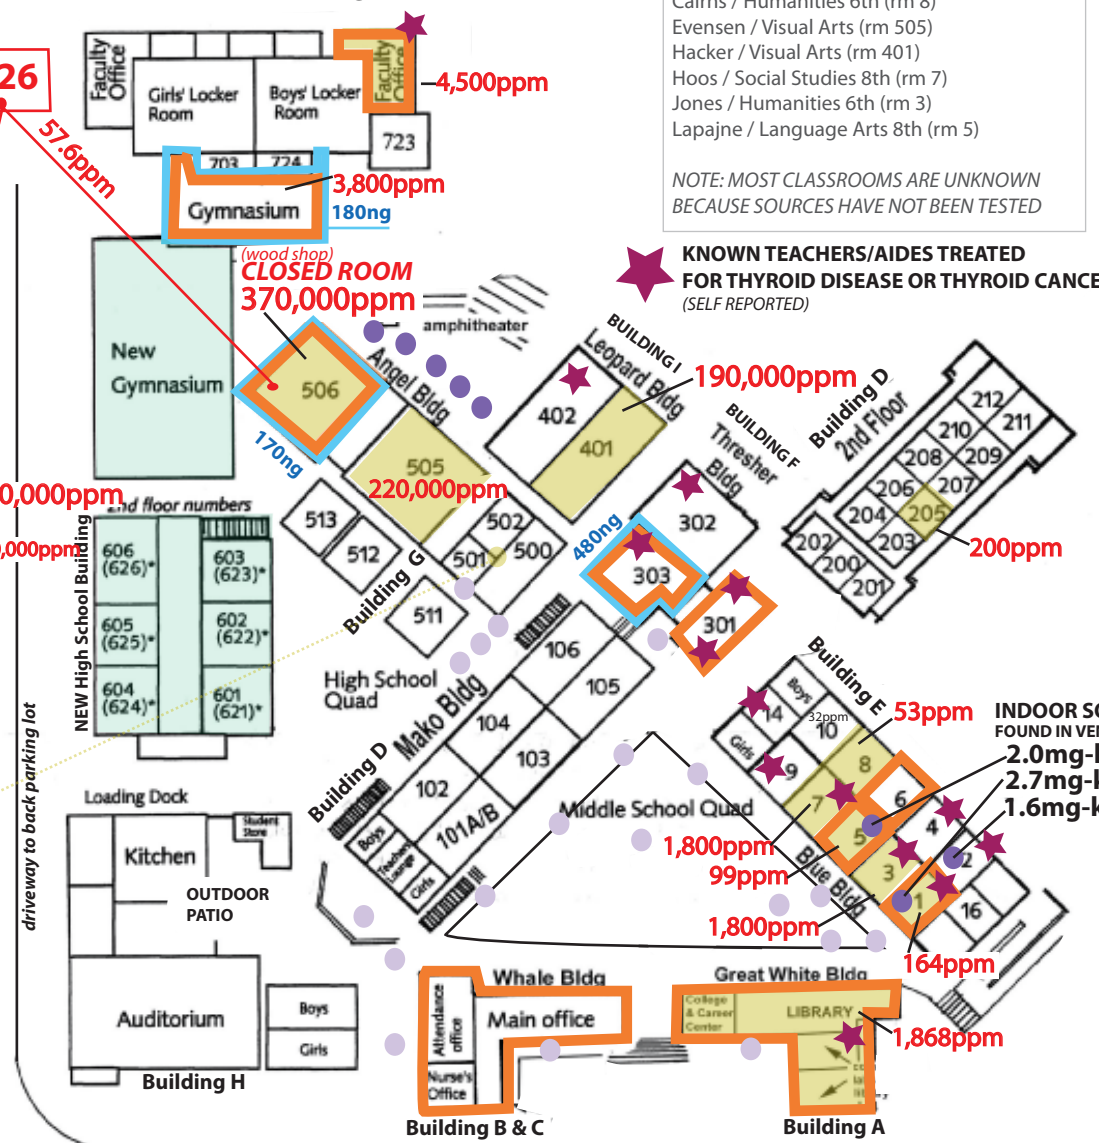 Cairns / Humanities 6th (rm 8)
Evensen / Visual Arts (rm 505)
Hacker / Visual Arts (rm 401)
Hoos / Social Studies 8th (rm 7)
Jones / Humanities 6th (rm 3)
Lapajne / Language Arts 8th (rm 5)
NOTE: MOST CLASSROOMS ARE UNKNOWN
BECAUSE SOURCES HAVE NOT BEEN TESTED
KNOWN TEACHERS/AIDES TREATED
FOR THYROID DISEASE OR THYROID CANCE
(SELF REPORTED)
26
57.6ppm
Faculty
Office
Girls' Locker
Room
Boys' Locker
Room
Faculty
Office
4,500ppm
723
703
724
3,800ppm
Gymnasium
180ng
(wood shop)
CLOSED ROOM
370,000ppm
amphitheater
New
Gymnasium
506
170ng
Angel Bldg
505
220,000ppm
513
512
502
501
500
511
Building G
BUILDING I
Leopard Bldg
190,000ppm
402
401
BUILDING F
Thresher
Bldg
302
480ng
303
301
Building D
2nd Floor
212
211
210
209
208
207
206
205
204
203
202
200
201
200ppm
0,000ppm
2nd floor numbers
0,000ppm
NEW High School Building
606
(626)*
603
(623)*
605
(625)*
602
(622)*
604
(624)*
601
(621)*
High School
Quad
Building D
Mako Bldg
106
105
104
103
102
101A/B
Boys
Teachers
Lounge
Girls
Building E
Boys
14
Girls
32ppm
10
9
8
7
6
5
4
3
2
1
16
53ppm
INDOOR SO
FOUND IN VEN
2.0mg-k
2.7mg-k
1.6mg-k
Middle School Quad
1,800ppm
99ppm
Blue Bldg
1,800ppm
164ppm
driveway to back parking lot
Loading Dock
Student
Store
Kitchen
OUTDOOR
PATIO
Auditorium
Boys
Girls
Building H
Whale Bldg
Attendance
office
Main office
Nurse's
Office
Building B & C
Great White Bldg
College
& Career
Center
LIBRARY
1,868ppm
Building A